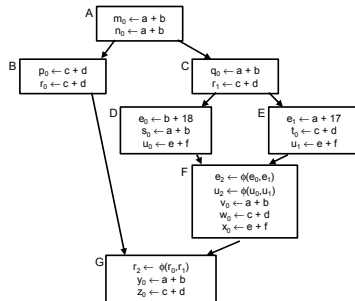 A
m₀ ← a + b
n₀ ← a + b
B
p₀ ← c + d
r₀ ← c + d
C
q₀ ← a + b
r₁ ← c + d
D
e₀ ← b + 18
s₀ ← a + b
u₀ ← e + f
E
e₁ ← a + 17
t₀ ← c + d
u₁ ← e + f
F
e₂ ← ϕ(e₀,e₁)
u₂ ← ϕ(u₀,u₁)
v₀ ← a + b
w₀ ← c + d
x₀ ← e + f
G
r₂ ← ϕ(r₀,r₁)
y₀ ← a + b
z₀ ← c + d